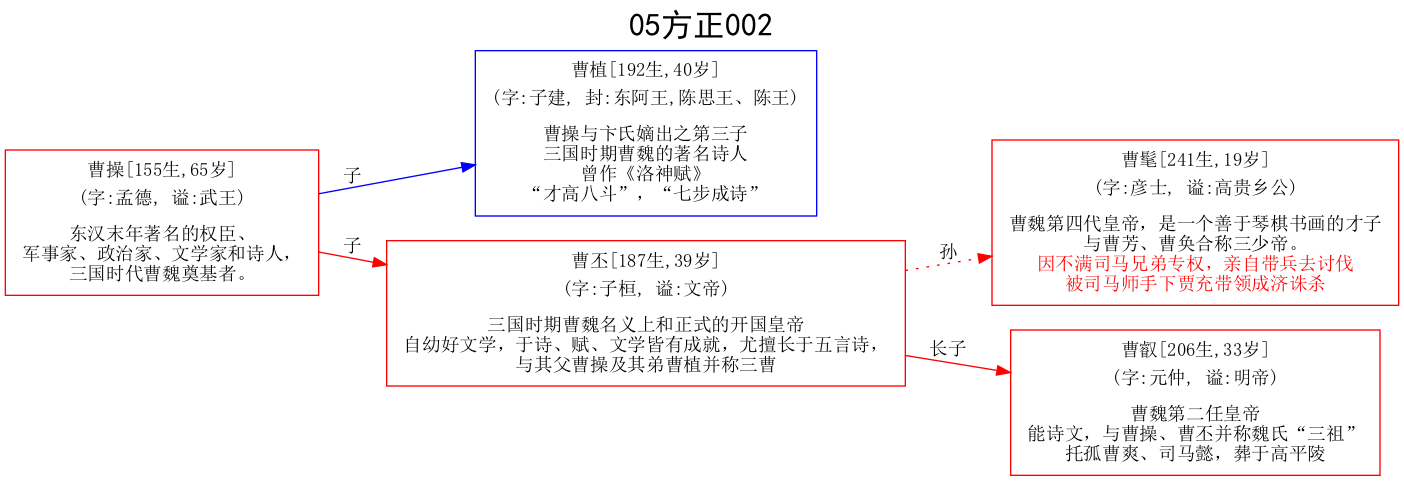 05方正002
曹操[155生,65岁]
(字:孟德, 谥:武王)
东汉末年著名的权臣、
军事家、政治家、文学家和诗人，
三国时代曹魏奠基者。
子
子
曹植[192生,40岁]
(字:子建, 封:东阿王,陈思王、陈王)
曹操与卞氏嫡出之第三子
三国时期曹魏的著名诗人
曾作《洛神赋》
“才高八斗”，“七步成诗”
曹丕[187生,39岁]
(字:子桓, 谥:文帝)
三国时期曹魏名义上和正式的开国皇帝
自幼好文学，于诗、赋、文学皆有成就，尤擅长于五言诗，
与其父曹操及其弟曹植并称三曹
孙
长子
曹髦[241生,19岁]
(字:彦士, 谥:高贵乡公)
曹魏第四代皇帝，是一个善于琴棋书画的才子
与曹芳、曹奂合称三少帝。
因不满司马兄弟专权，亲自带兵去讨伐
被司马师手下贾充带领成济诛杀
曹叡[206生,33岁]
(字:元仲, 谥:明帝)
曹魏第二任皇帝
能诗文，与曹操、曹丕并称魏氏“三祖”
托孤曹爽、司马懿，葬于高平陵